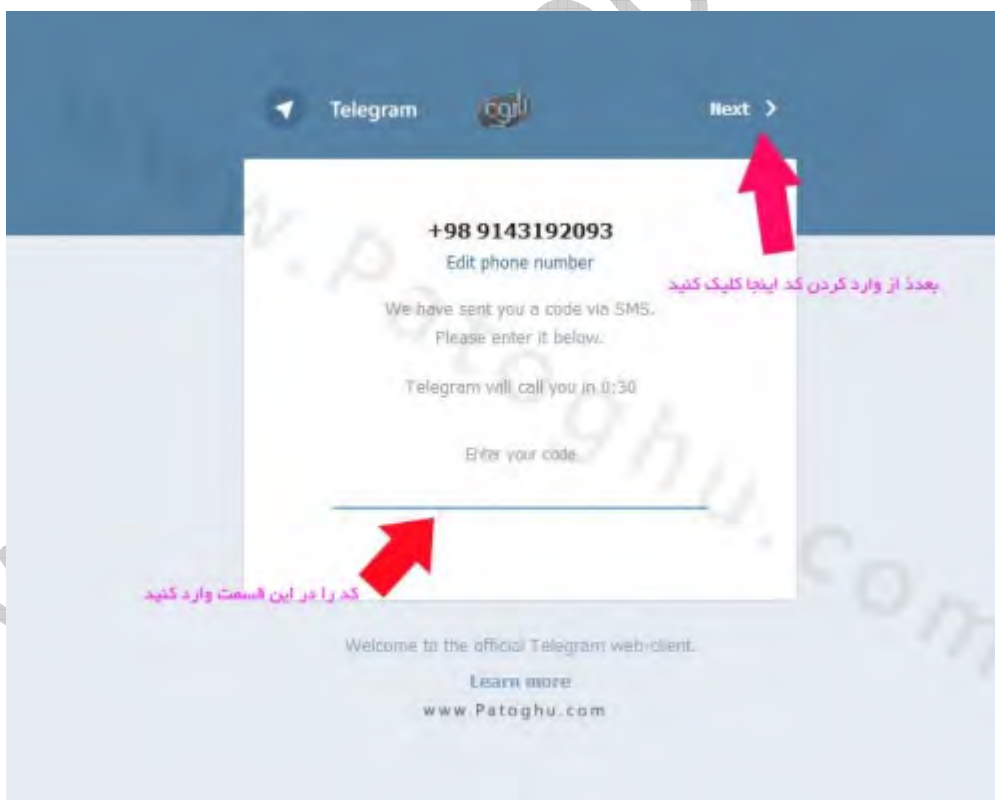 Telegram
Next
+98 9143192093
Edit phone number
بعدذ از وارد کردن کد اینجا کلیک کنید
We have sent you a code via SMS.
Please enter it below.
Telegram will call you in 0:30
Enter your code
کد را در این قسمت وارد کنید
Welcome to the official Telegram web-client.
Learn more
www.Patoghu.com